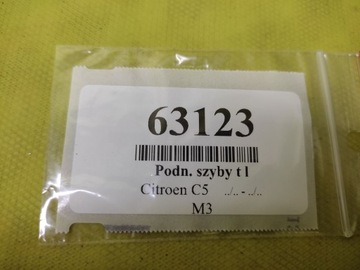 63123
Podn. szyby t l
Citroen C5 ../.. - ../..
M3